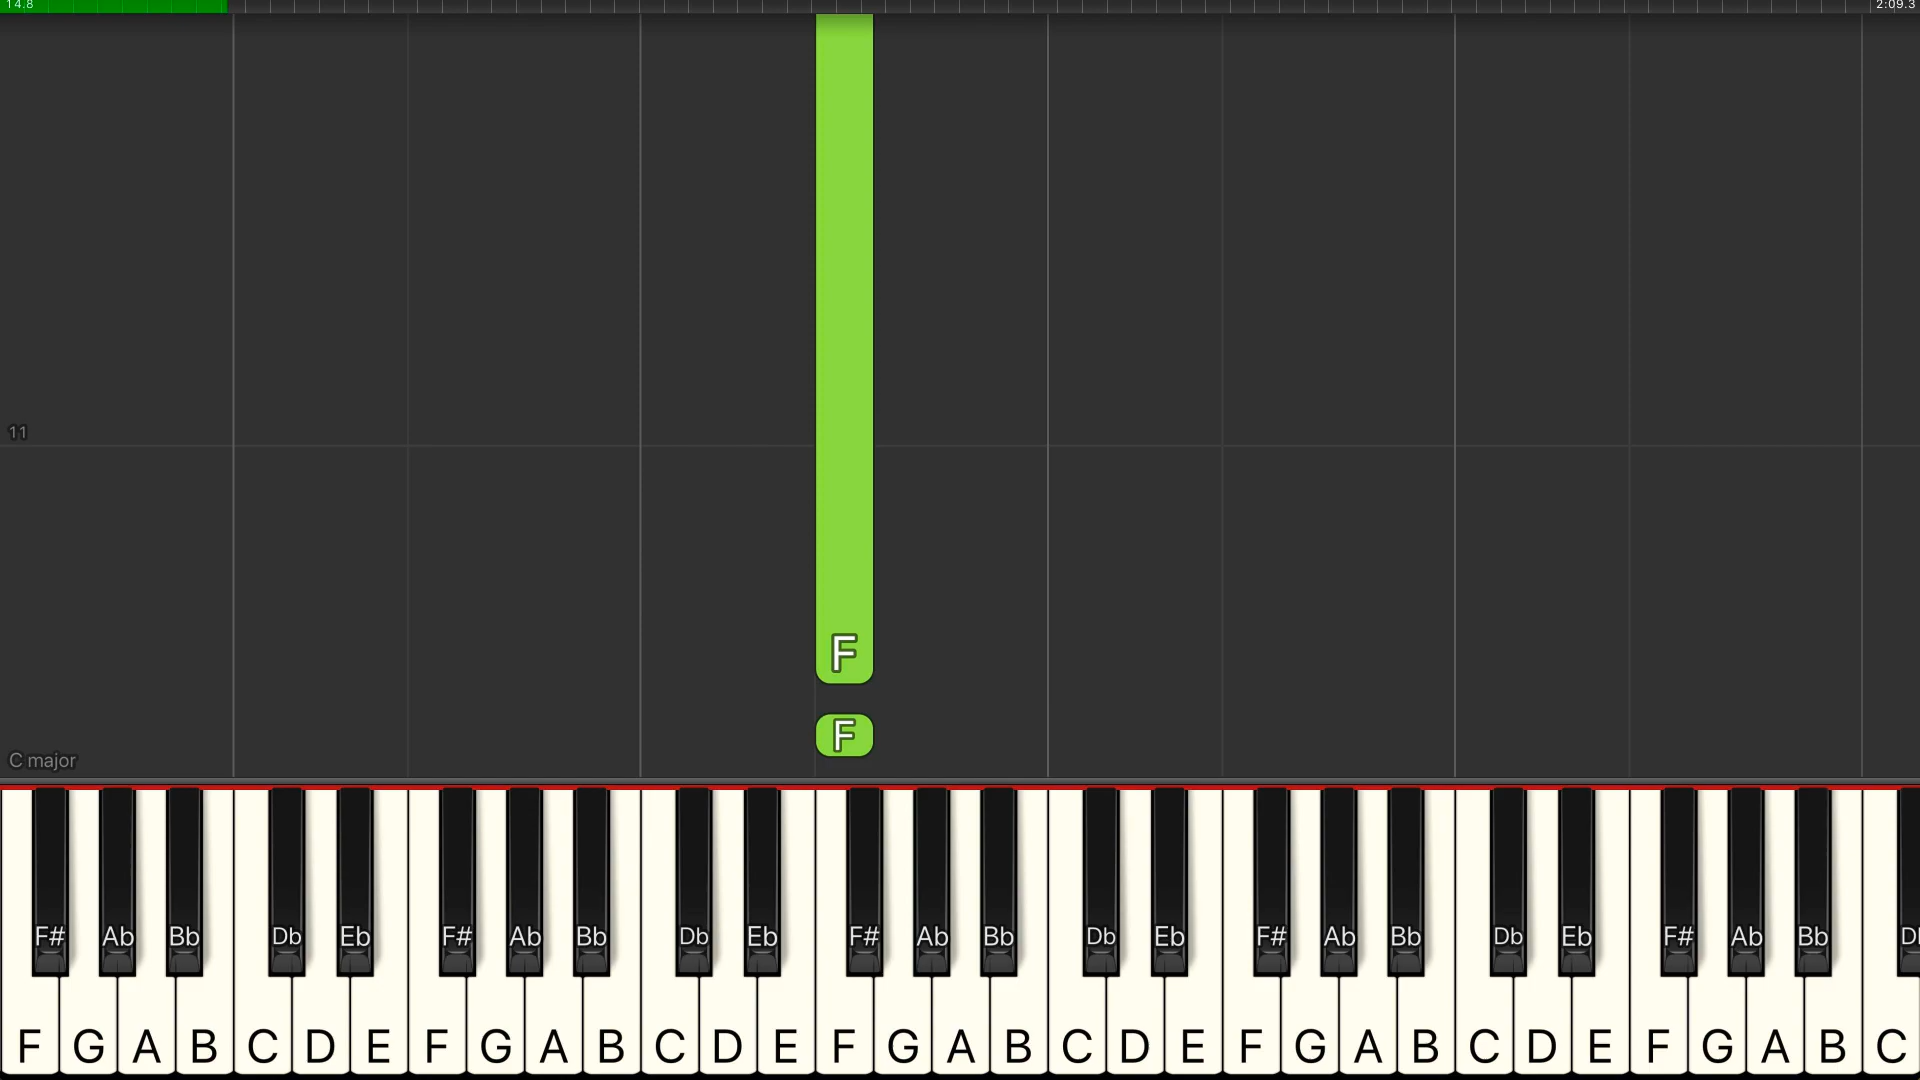 14.8 2:09.3
11
F
F
C major
F# Ab Bb Db Eb F# Ab Bb Db Eb F# Ab Bb Db Eb F# Ab Bb Db Eb F# Ab Bb
F G A B C D E F G A B C D E F G A B C D E F G A B C D E F G A B C